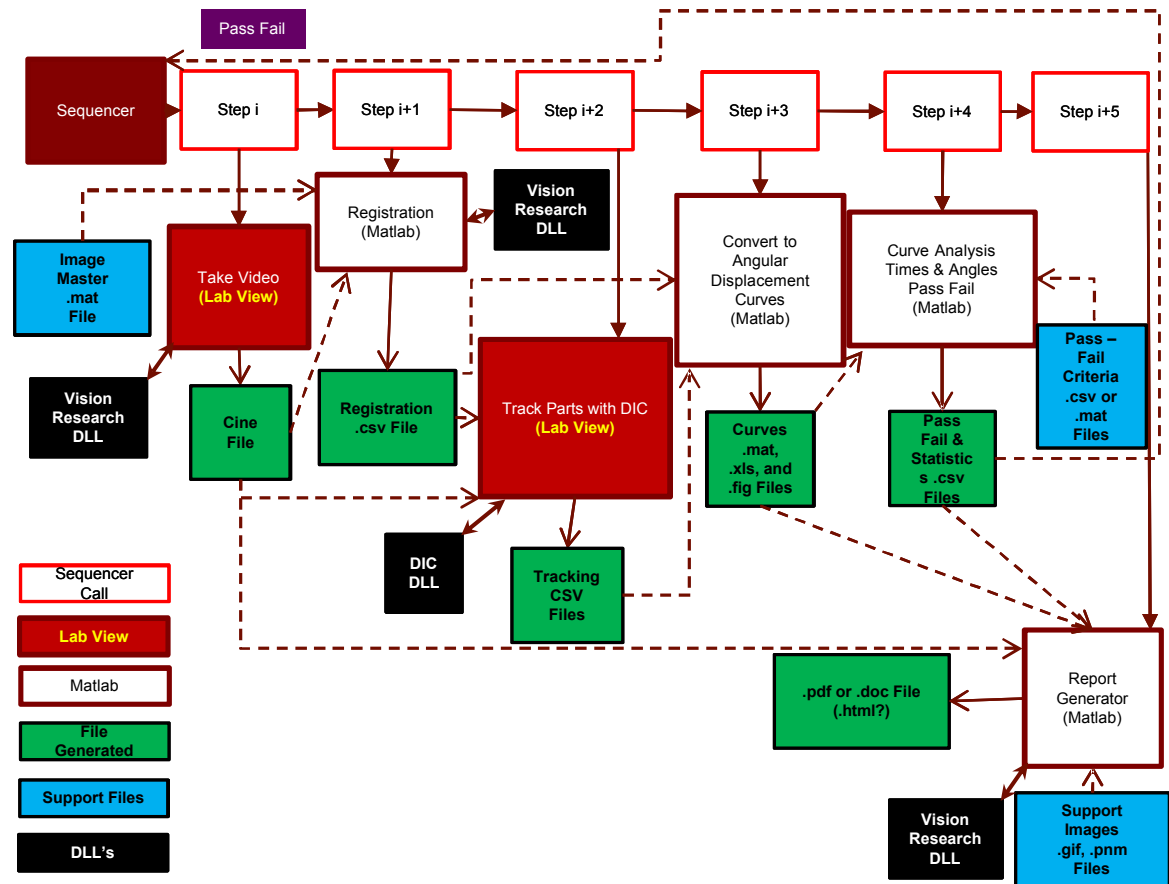 Pass Fail
Sequencer
Step i
Step i+1
Step i+2
Step i+3
Step i+4
Step i+5
Image
Master
.mat
File
Take Video
(Lab View)
Registration
(Matlab)
Vision
Research
DLL
Convert to
Angular
Displacement
Curves
(Matlab)
Curve Analysis
Times & Angles
Pass Fail
(Matlab)
Pass –
Fail
Criteria
.csv or
.mat
Files
Vision
Research
DLL
Cine
File
Registration
.csv File
Track Parts with DIC
(Lab View)
Curves
.mat,
.xls, and
.fig Files
Pass
Fail &
Statistic
s .csv
Files
DIC
DLL
Tracking
CSV
Files
Sequencer
Call
Lab View
Matlab
File
Generated
Support Files
DLL's
.pdf or .doc File
(.html?)
Report
Generator
(Matlab)
Vision
Research
DLL
Support
Images
.gif, .pnm
Files